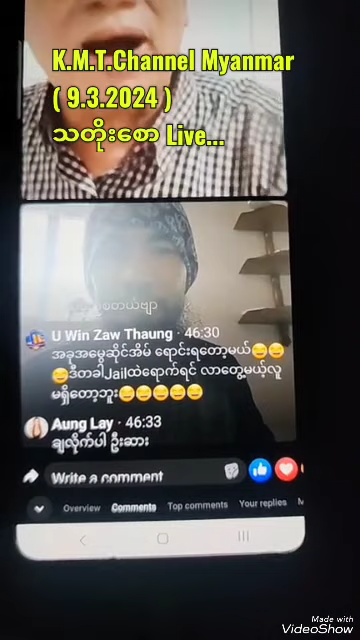 K.M.T.Channel Myanmar
( 9.3.2024 )
သတိုးစော Live...
U Win Zaw Thaung · 46:30
အခုအမွေဆိုင်အိမ် ရောင်းရတော့မယ်😄😄
😄ဒီတခါJailထဲရောက်ရင် လာတွေ့မယ့်လူ
မရှိတော့ဘူး😄😄😄😄😄
Aung Lay · 46:33
ချလိုက်ပါ ဦးဆား
Write a comment
Overview Comments Top comments Your replies
Made with
VideoShow